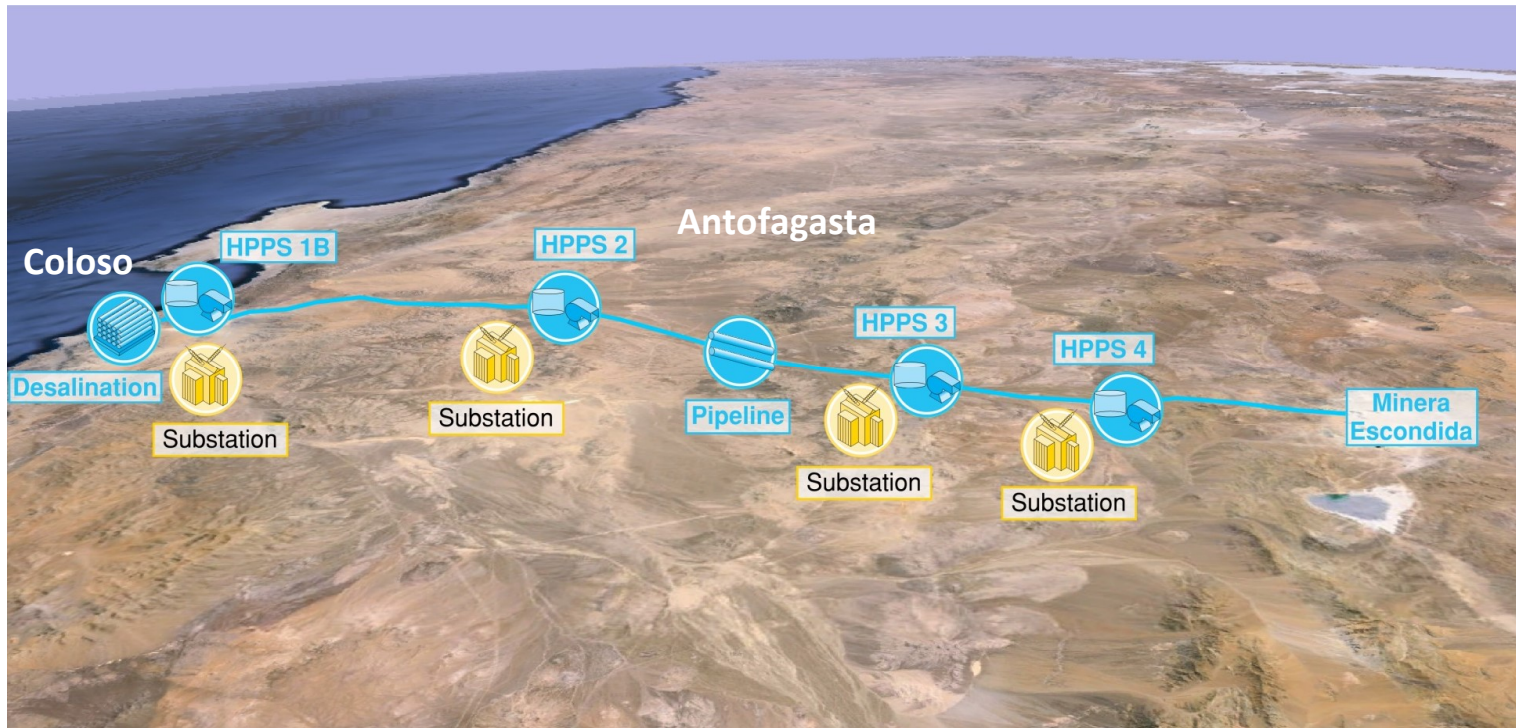 Antofagasta
Coloso
HPPS 1B
HPPS 2
HPPS 3
HPPS 4
Desalination
Substation
Substation
Pipeline
Substation
Substation
Minera
Escondida